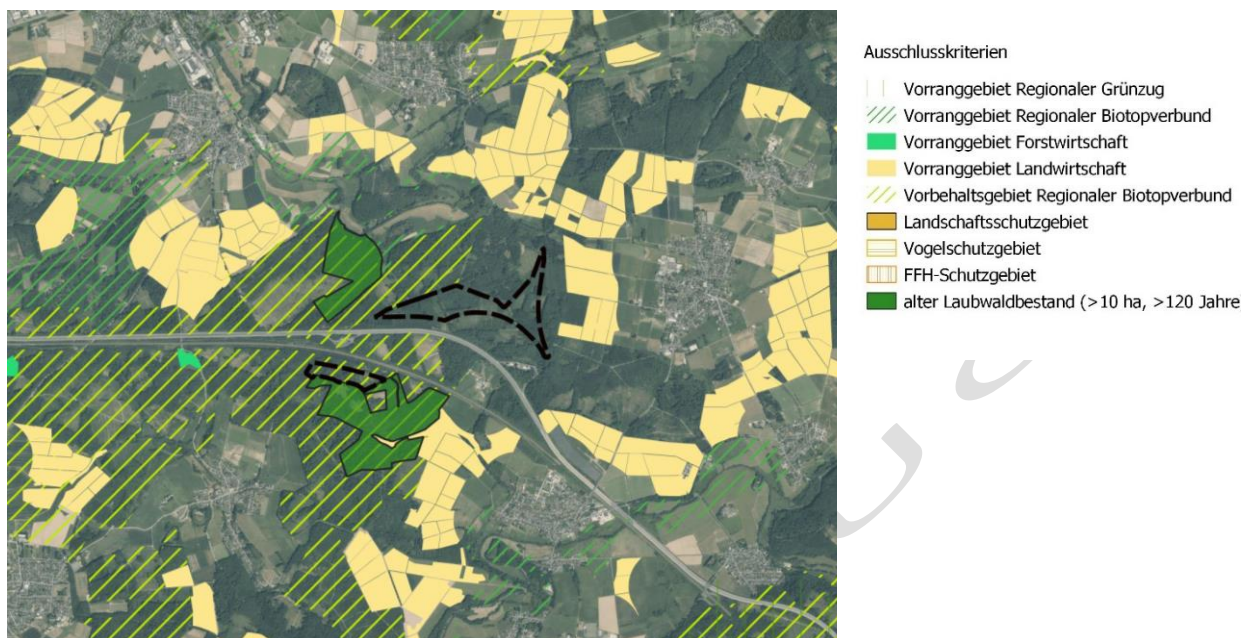 Ausschlusskriterien
Vorranggebiet Regionaler Grünzug
Vorranggebiet Regionaler Biotopverbund
Vorranggebiet Forstwirtschaft
Vorranggebiet Landwirtschaft
Vorbehaltsgebiet Regionaler Biotopverbund
Landschaftsschutzgebiet
Vogelschutzgebiet
FFH-Schutzgebiet
alter Laubwaldbestand (>10 ha, >120 Jahre